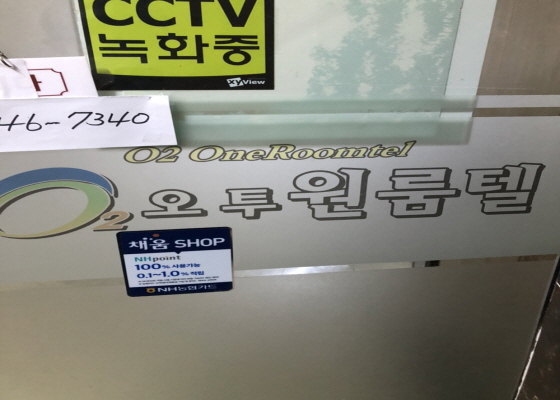 CCTV
녹화중
xyView
46-7340
O2 OneRoomtel
O2 오투원룸텔
채움 SHOP
NHpoint
100% 사용가능
0.1~1.0% 적립
NH농협카드